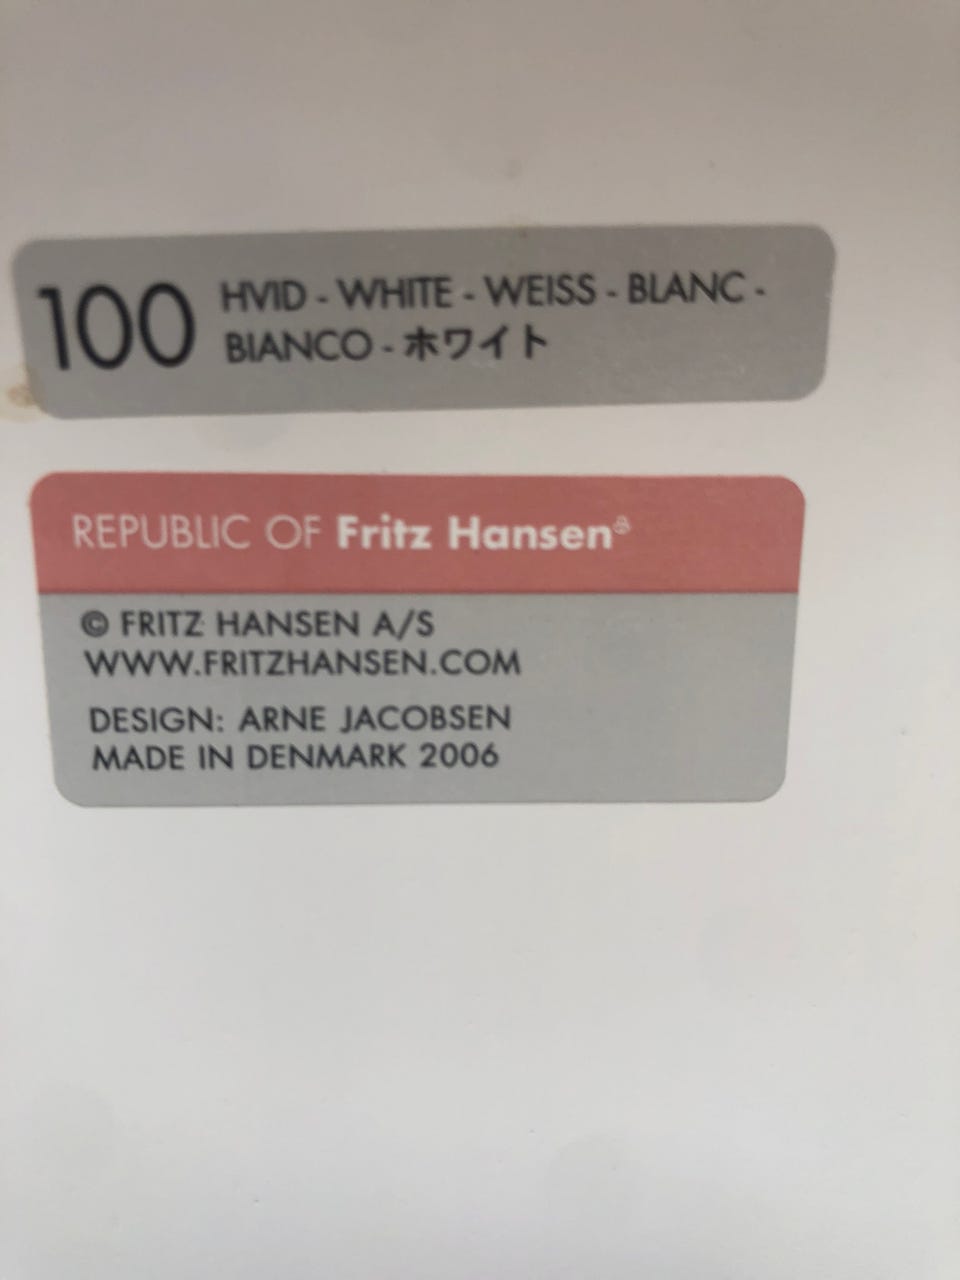 100 HVID - WHITE - WEISS - BLANC -
BIANCO - ホワイト
REPUBLIC OF Fritz Hansen®
© FRITZ HANSEN A/S
WWW.FRITZHANSEN.COM
DESIGN: ARNE JACOBSEN
MADE IN DENMARK 2006